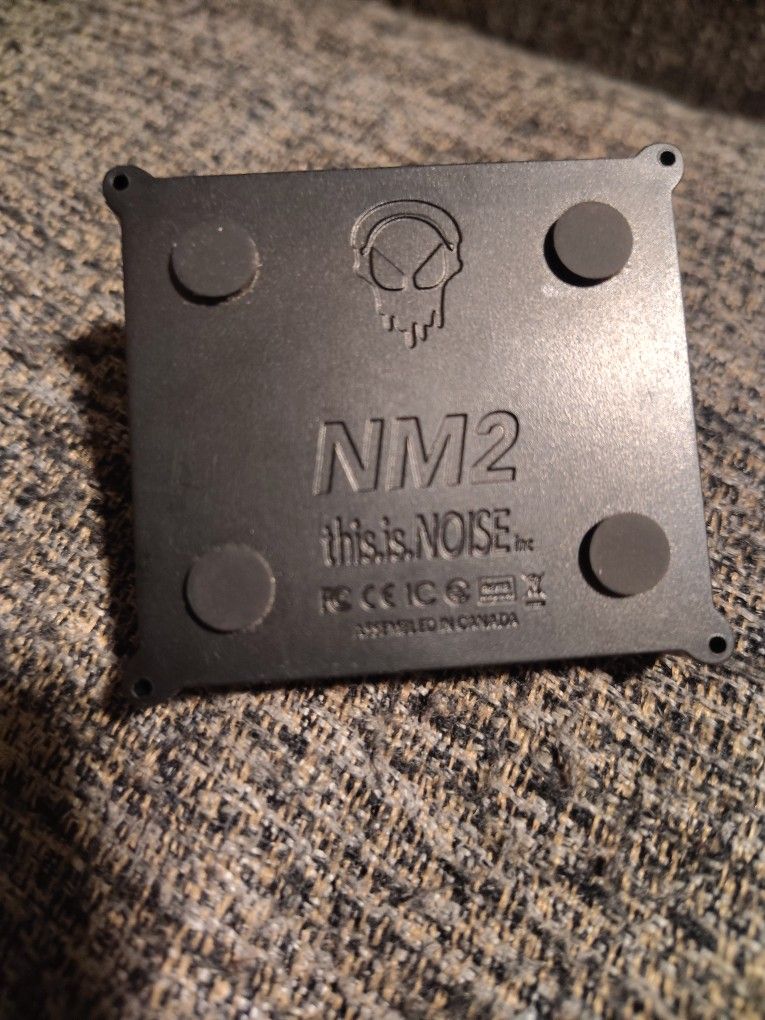 NM2
this.is.NOISE inc
FC CE IC
ASSEMBLED IN CANADA